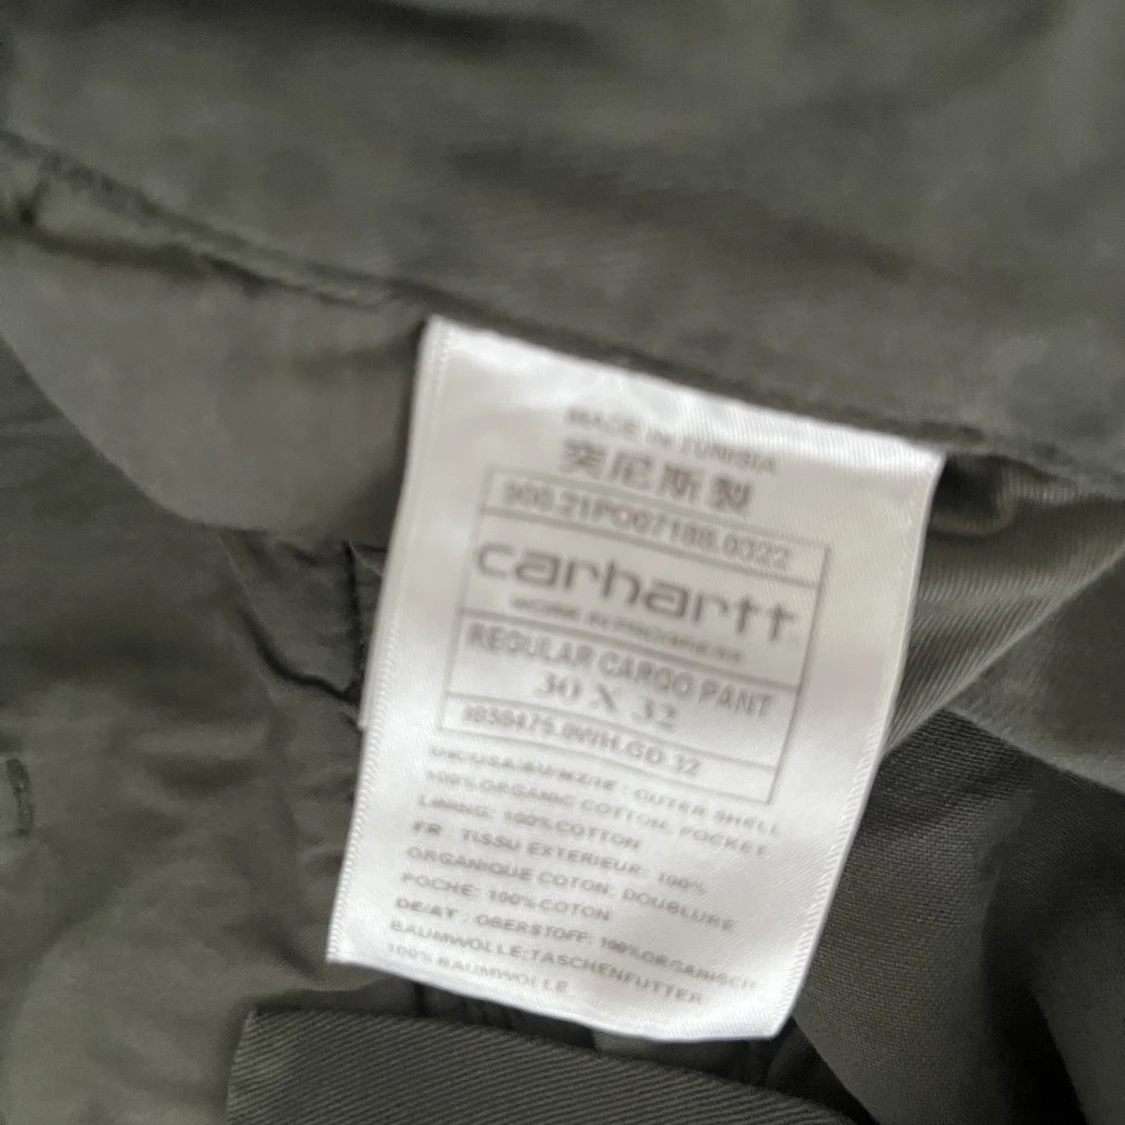 MADE IN TUNISIA
突尼斯製
900.21PO07188.0322
carhartt
WORK IN PROGRESS
REGULAR CARGO PANT
30 X 32
UK/USA/AU/NZ/IE : OUTER SHELL
100%ORGANIC COTTON; POCKET
LINING: 100%COTTON
FR : TISSU EXTERIEUR: 100%
ORGANIQUE COTON; DOUBLURE
POCHE: 100%COTON
DE/AT : OBERSTOFF: 100%ORGANISCH
BAUMWOLLE;TASCHENFUTTER
100% BAUMWOLLE